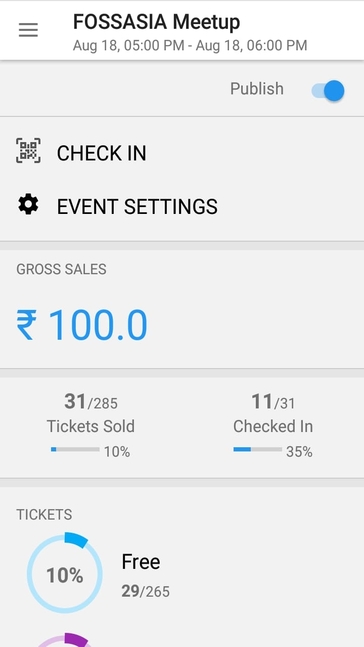 FOSSASIA Meetup
Aug 18, 05:00 PM - Aug 18, 06:00 PM
Publish
CHECK IN
EVENT SETTINGS
GROSS SALES
₹ 100.0
31/285 11/31
Tickets Sold Checked In
10% 35%
TICKETS
10%
Free
29/265